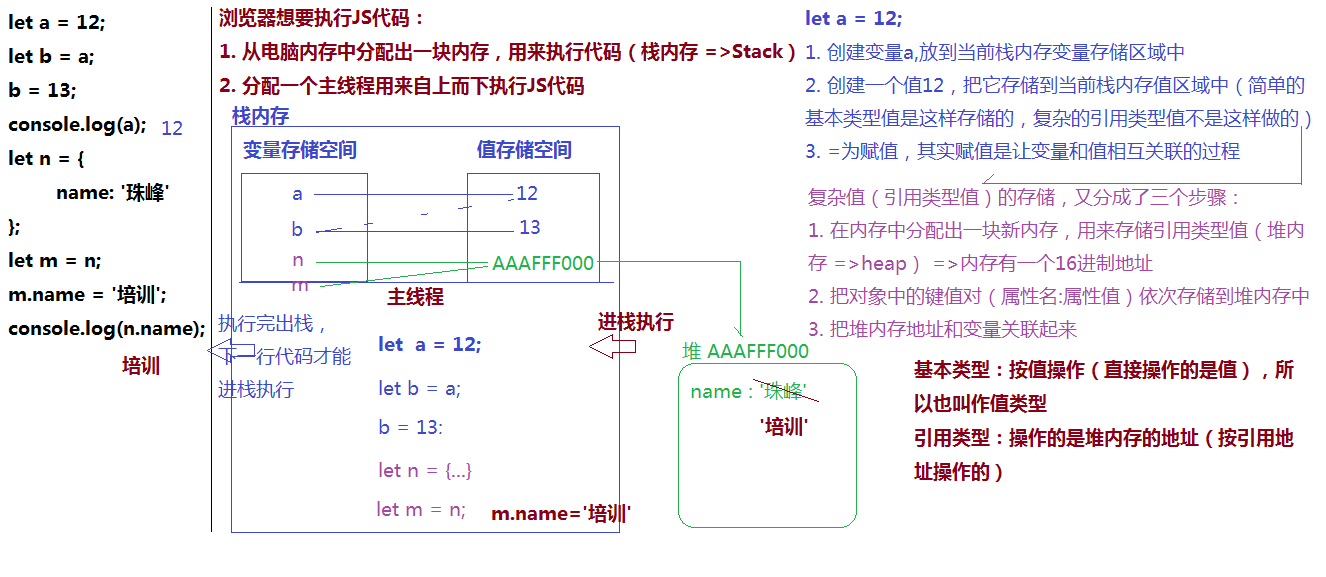 let a = 12;
let b = a;
b = 13;
console.log(a); 12
let n = {
name: '珠峰'
};
let m = n;
m.name = '培训';
console.log(n.name);
培训
浏览器想要执行JS代码：
1. 从电脑内存中分配出一块内存，用来执行代码（栈内存 =>Stack）
2. 分配一个主线程用来自上而下执行JS代码
栈内存
变量存储空间
值存储空间
a
12
b
13
n
AAAFFF000
m
主线程
执行完出栈，
下一行代码才能
进栈执行
进栈执行
let a = 12;
let b = a;
b = 13:
let n = {...}
let m = n;
m.name='培训'
堆 AAAFFF000
name：'珠峰'
'培训'
let a = 12;
1. 创建变量a,放到当前栈内存变量存储区域中
2. 创建一个值12，把它存储到当前栈内存值区域中（简单的
基本类型值是这样存储的，复杂的引用类型值不是这样做的）
3. =为赋值，其实赋值是让变量和值相互关联的过程
复杂值（引用类型值）的存储，又分成了三个步骤：
1. 在内存中分配出一块新内存，用来存储引用类型值（堆内
存 =>heap） =>内存有一个16进制地址
2. 把对象中的键值对（属性名:属性值）依次存储到堆内存中
3. 把堆内存地址和变量关联起来
基本类型：按值操作（直接操作的是值），所
以也叫作值类型
引用类型：操作的是堆内存的地址（按引用地
址操作的）